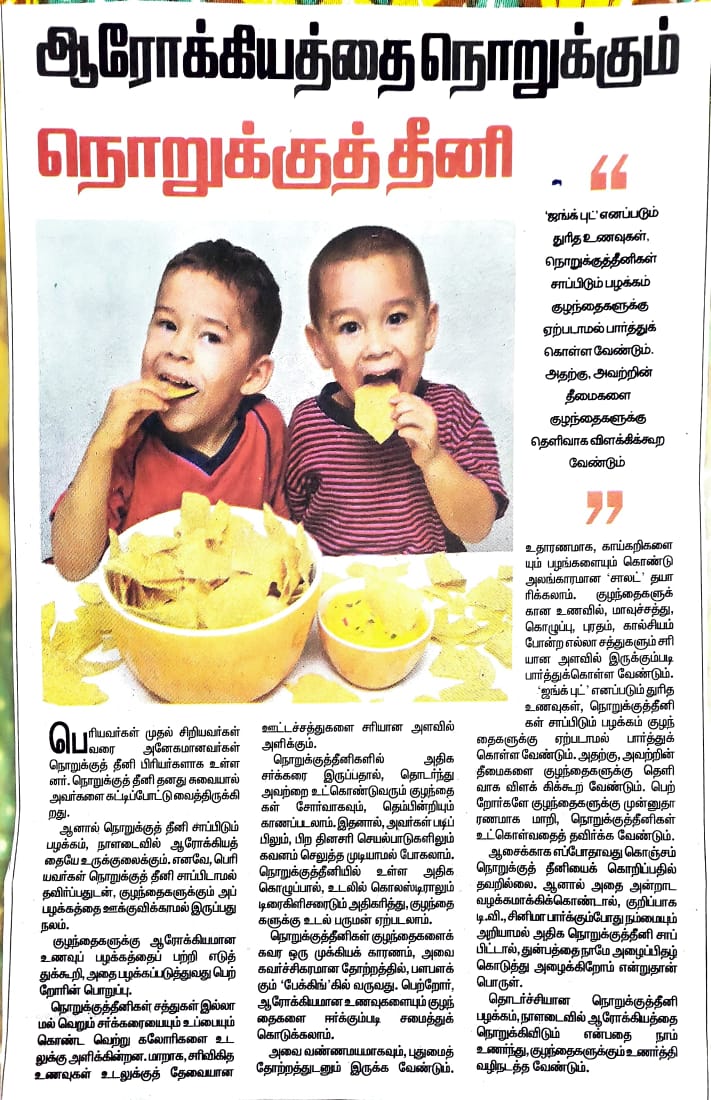 ஆரோக்கியத்தை நொறுக்கும்
நொறுக்குத் தீனி
“
‘ஜங்க் புட்’ எனப்படும்
துரித உணவுகள்,
நொறுக்குத்தீனிகள்
சாப்பிடும் பழக்கம்
குழந்தைகளுக்கு
ஏற்படாமல் பார்த்துக்
கொள்ள வேண்டும்.
அதற்கு, அவற்றின்
தீமைகளை
குழந்தைகளுக்கு
தெளிவாக விளக்கிக்கூற
வேண்டும்
”
பெரியவர்கள் முதல் சிறியவர்கள்
வரை அனேகமானவர்கள்
நொறுக்குத் தீனி பிரியர்களாக உள்ள
னர். நொறுக்குத் தீனி தனது சுவையால்
அவர்களை கட்டிப்போட்டு வைத்திருக்கி
றது.
ஆனால் நொறுக்குத் தீனி சாப்பிடும்
பழக்கம், நாளடைவில் ஆரோக்கியத்
தையே உருக்குலைக்கும். எனவே, பெரி
யவர்கள் நொறுக்குத் தீனி சாப்பிடாமல்
தவிர்ப்பதுடன், குழந்தைகளுக்கும் அப்
பழக்கத்தை ஊக்குவிக்காமல் இருப்பது
நலம்.
குழந்தைகளுக்கு ஆரோக்கியமான
உணவுப் பழக்கத்தைப் பற்றி எடுத்
துக்கூறி, அதை பழக்கப்படுத்துவது பெற்
றோரின் பொறுப்பு.
நொறுக்குத்தீனிகள் சத்துகள் இல்லா
மல் வெறும் சர்க்கரையையும் உப்பையும்
கொண்ட வெற்று கலோரிகளை உட
லுக்கு அளிக்கின்றன. மாறாக, சரிவிகித
உணவுகள் உடலுக்குத் தேவையான
ஊட்டச்சத்துகளை சரியான அளவில்
அளிக்கும்.
நொறுக்குத்தீனிகளில் அதிக
சர்க்கரை இருப்பதால், தொடர்ந்து
அவற்றை உட்கொண்டுவரும் குழந்தை
கள் சோர்வாகவும், தெம்பின்றியும்
காணப்படலாம். இதனால், அவர்கள் படிப்
பிலும், பிற தினசரி செயல்பாடுகளிலும்
கவனம் செலுத்த முடியாமல் போகலாம்.
நொறுக்குத்தீனியில் உள்ள அதிக
கொழுப்பால், உடலில் கொலஸ்டிராலும்
டிரைகிளிசரைடும் அதிகரித்து, குழந்தை
களுக்கு உடல் பருமன் ஏற்படலாம்.
நொறுக்குத்தீனிகள் குழந்தைகளைக்
கவர ஒரு முக்கியக் காரணம், அவை
கவர்ச்சிகரமான தோற்றத்தில், பளபளக்
கும் ‘பேக்கிங்’கில் வருவது. பெற்றோர்,
ஆரோக்கியமான உணவுகளையும் குழந்
தைகளை ஈர்க்கும்படி சமைத்துக்
கொடுக்கலாம்.
அவை வண்ணமயமாகவும், புதுமைத்
தோற்றத்துடனும் இருக்க வேண்டும்.
உதாரணமாக, காய்கறிகளை
யும் பழங்களையும் கொண்டு
அலங்காரமான ‘சாலட்’ தயா
ரிக்கலாம். குழந்தைகளுக்
கான உணவில், மாவுச்சத்து,
கொழுப்பு, புரதம், கால்சியம்
போன்ற எல்லா சத்துகளும் சரி
யான அளவில் இருக்கும்படி
பார்த்துக்கொள்ள வேண்டும்.
‘ஜங்க் புட்’ எனப்படும் துரித
உணவுகள், நொறுக்குத்தீனி
கள் சாப்பிடும் பழக்கம் குழந்
தைகளுக்கு ஏற்படாமல் பார்த்துக்
கொள்ள வேண்டும். அதற்கு, அவற்றின்
தீமைகளை குழந்தைகளுக்கு தெளி
வாக விளக் கிக்கூற வேண்டும். பெற்
றோர்களே குழந்தைகளுக்கு முன்னுதா
ரணமாக மாறி, நொறுக்குத்தீனிகள்
உட்கொள்வதைத் தவிர்க்க வேண்டும்.
ஆசைக்காக எப்போதாவது கொஞ்சம்
நொறுக்குத் தீனியைக் கொறிப்பதில்
தவறில்லை. ஆனால் அதை அன்றாட
வழக்கமாக்கிக்கொண்டால், குறிப்பாக
டி.வி., சினிமா பார்க்கும்போது நம்மையும்
அறியாமல் அதிக நொறுக்குத்தீனி சாப்
பிட்டால், துன்பத்தை நாமே அழைப்பிதழ்
கொடுத்து அழைக்கிறோம் என்றுதான்
பொருள்.
தொடர்ச்சியான நொறுக்குத்தீனி
பழக்கம், நாளடைவில் ஆரோக்கியத்தை
நொறுக்கிவிடும் என்பதை நாம்
உணர்ந்து, குழந்தைகளுக்கும் உணர்த்தி
வழிநடத்த வேண்டும்.